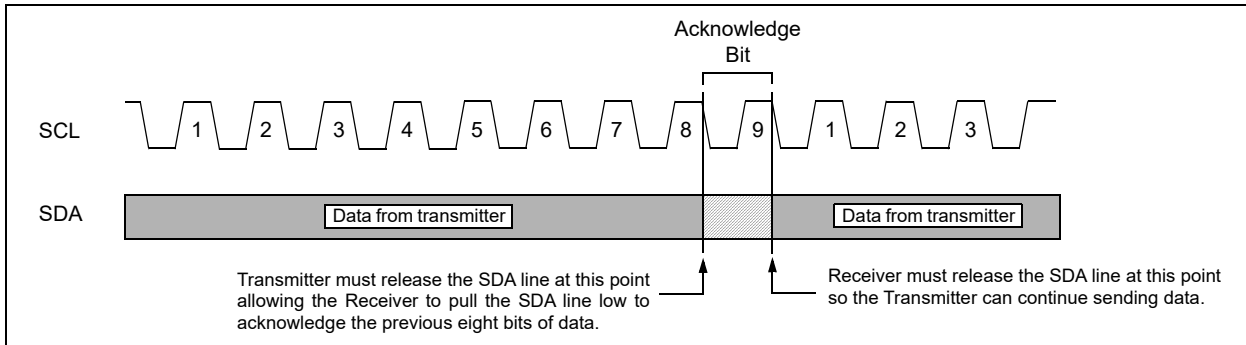 Acknowledge
Bit
SCL
1 2 3 4 5 6 7 8 9 1 2 3
SDA
Data from transmitter Data from transmitter
Transmitter must release the SDA line at this point
allowing the Receiver to pull the SDA line low to
acknowledge the previous eight bits of data.
Receiver must release the SDA line at this point
so the Transmitter can continue sending data.